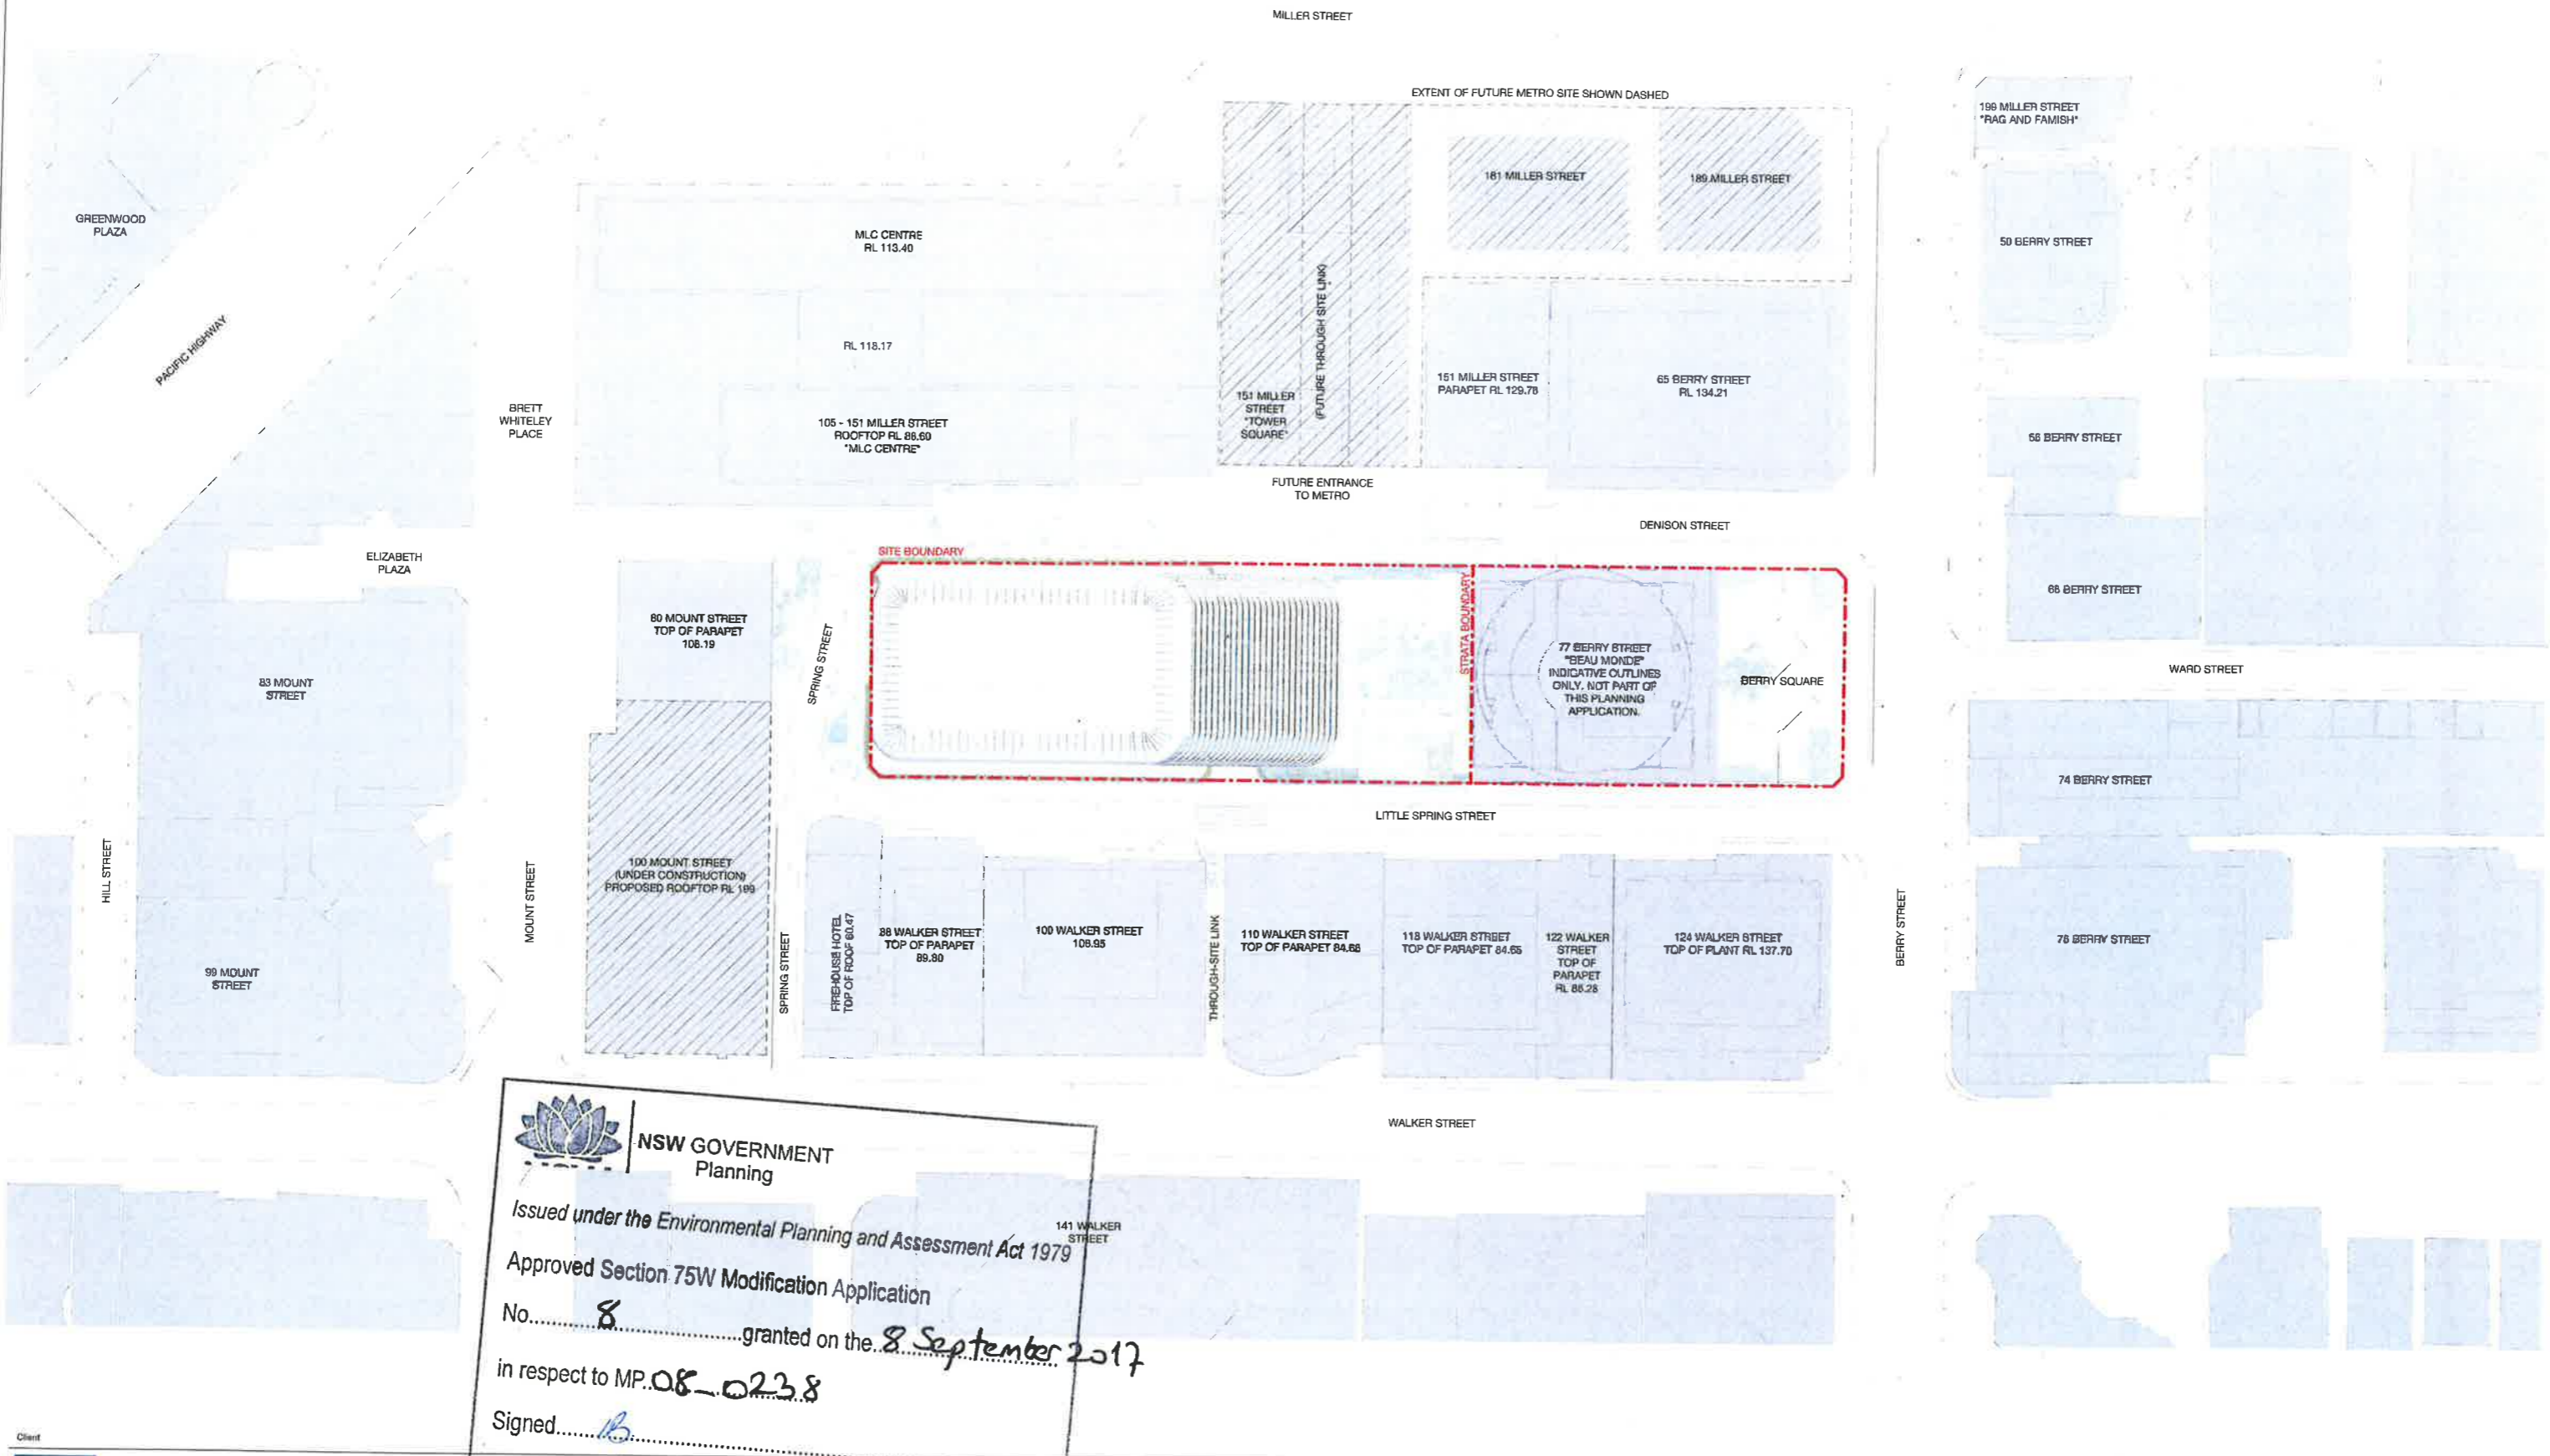 MILLER STREET
EXTENT OF FUTURE METRO SITE SHOWN DASHED
199 MILLER STREET
"RAG AND FAMISH"
181 MILLER STREET
189 MILLER STREET
GREENWOOD
PLAZA
MLC CENTRE
RL 113.40
50 BERRY STREET
(FUTURE THROUGH SITE LINK)
PACIFIC HIGHWAY
RL 118.17
151 MILLER STREET
PARAPET RL 129.78
65 BERRY STREET
RL 134.21
BRETT
WHITELEY
PLACE
105 - 151 MILLER STREET
ROOFTOP RL 88.60
"MLC CENTRE"
151 MILLER
STREET
"TOWER
SQUARE"
56 BERRY STREET
FUTURE ENTRANCE
TO METRO
DENISON STREET
ELIZABETH
PLAZA
SITE BOUNDARY
66 BERRY STREET
80 MOUNT STREET
TOP OF PARAPET
108.19
SPRING STREET
STRATA BOUNDARY
77 BERRY STREET
"BEAU MONDE"
INDICATIVE OUTLINES
ONLY. NOT PART OF
THIS PLANNING
APPLICATION.
BERRY SQUARE
WARD STREET
83 MOUNT
STREET
74 BERRY STREET
LITTLE SPRING STREET
HILL STREET
MOUNT STREET
100 MOUNT STREET
(UNDER CONSTRUCTION)
PROPOSED ROOFTOP RL 199
SPRING STREET
FIREHOUSE HOTEL
TOP OF ROOF 80.47
88 WALKER STREET
TOP OF PARAPET
89.80
100 WALKER STREET
108.95
THROUGH-SITE LINK
110 WALKER STREET
TOP OF PARAPET 84.68
118 WALKER STREET
TOP OF PARAPET 84.65
122 WALKER
STREET
TOP OF
PARAPET
RL 86.28
124 WALKER STREET
TOP OF PLANT RL 137.70
BERRY STREET
76 BERRY STREET
99 MOUNT
STREET
WALKER STREET
NSW GOVERNMENT
Planning
141 WALKER
STREET
Issued under the Environmental Planning and Assessment Act 1979
Approved Section 75W Modification Application
No. 8 granted on the 8 September 2017
in respect to MP 08_0238
Signed
Client